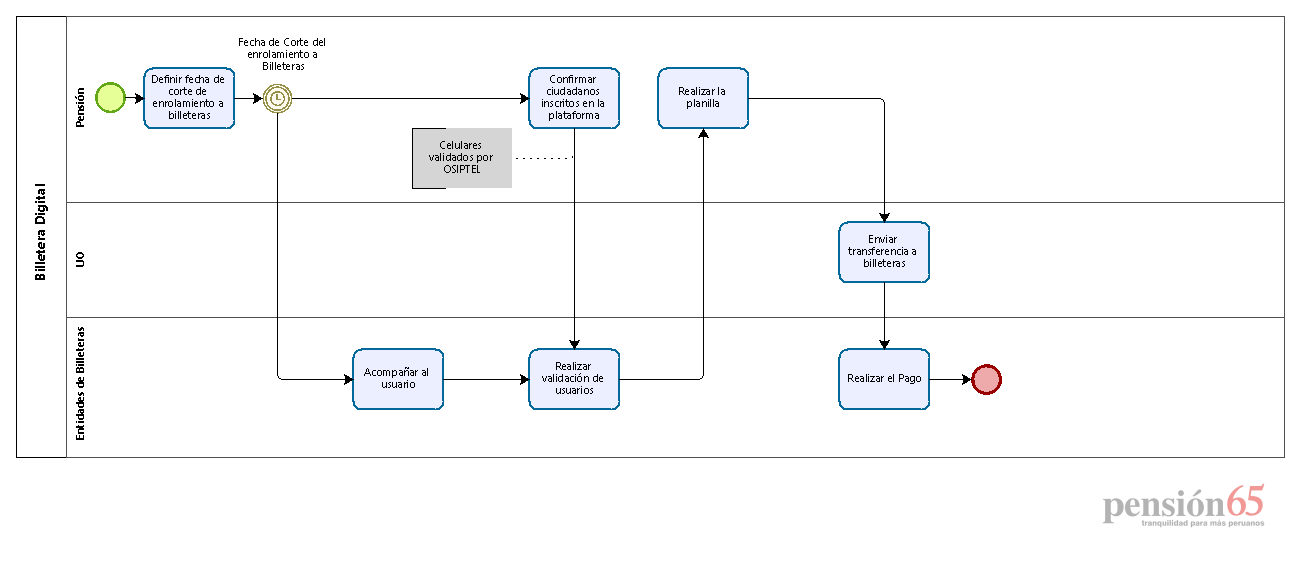 Billetera Digital
Pensión
Fecha de Corte del
enrolamiento a
Billeteras
Definir fecha de
corte de
enrolamiento a
billeteras
Confirmar
ciudadanos
inscritos en la
plataforma
Realizar la
planilla
Celulares
validados por
OSIPTEL
UO
Enviar
transferencia a
billeteras
Entidades de Billeteras
Acompañar al
usuario
Realizar
validación de
usuarios
Realizar el Pago
pensión65
tranquilidad para más peruanos